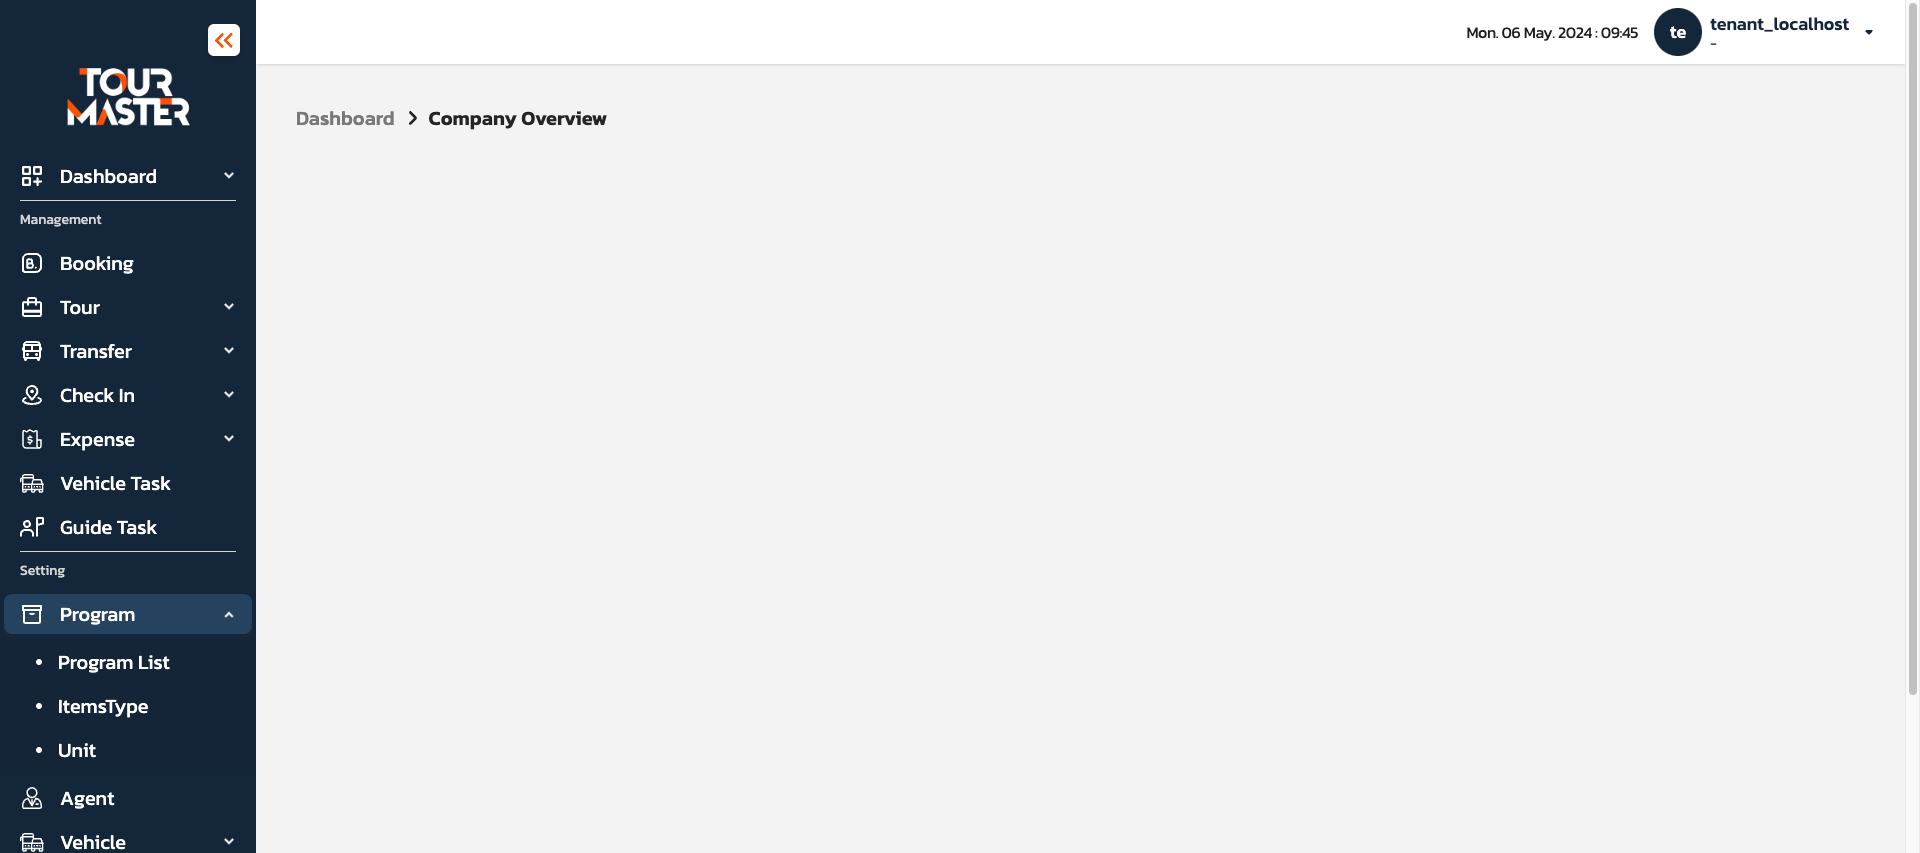 TOUR
MASTER
Dashboard
Management
B.
Booking
Tour
Transfer
Check In
$
Expense
Vehicle Task
Guide Task
Setting
Program
• Program List
• ItemsType
• Unit
Agent
Vehicle
Mon. 06 May. 2024 : 09:45
te
tenant_localhost
-
Dashboard > Company Overview